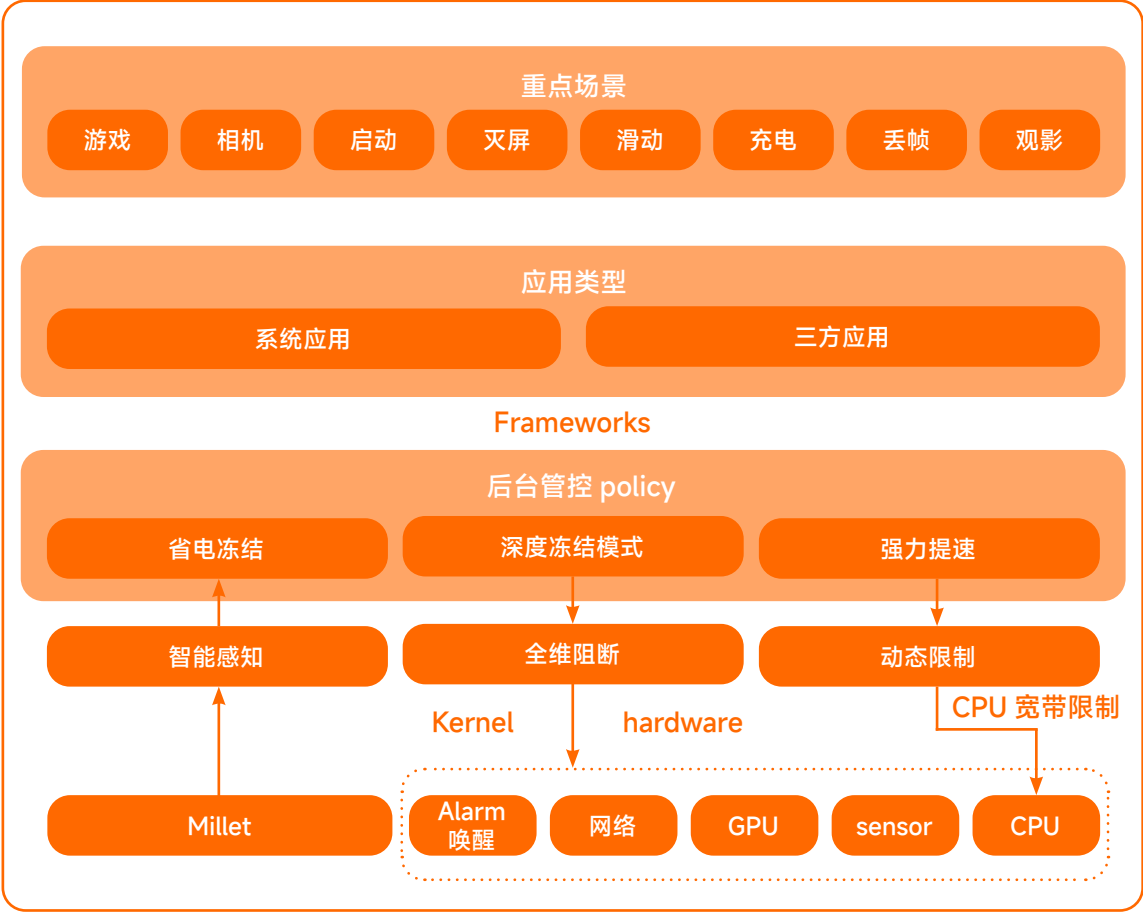 重点场景
游戏
相机
启动
灭屏
滑动
充电
丢帧
观影
应用类型
系统应用
三方应用
Frameworks
后台管控 policy
省电冻结
深度冻结模式
强力提速
智能感知
全维阻断
动态限制
Kernel
hardware
CPU 宽带限制
Millet
Alarm
唤醒
网络
GPU
sensor
CPU